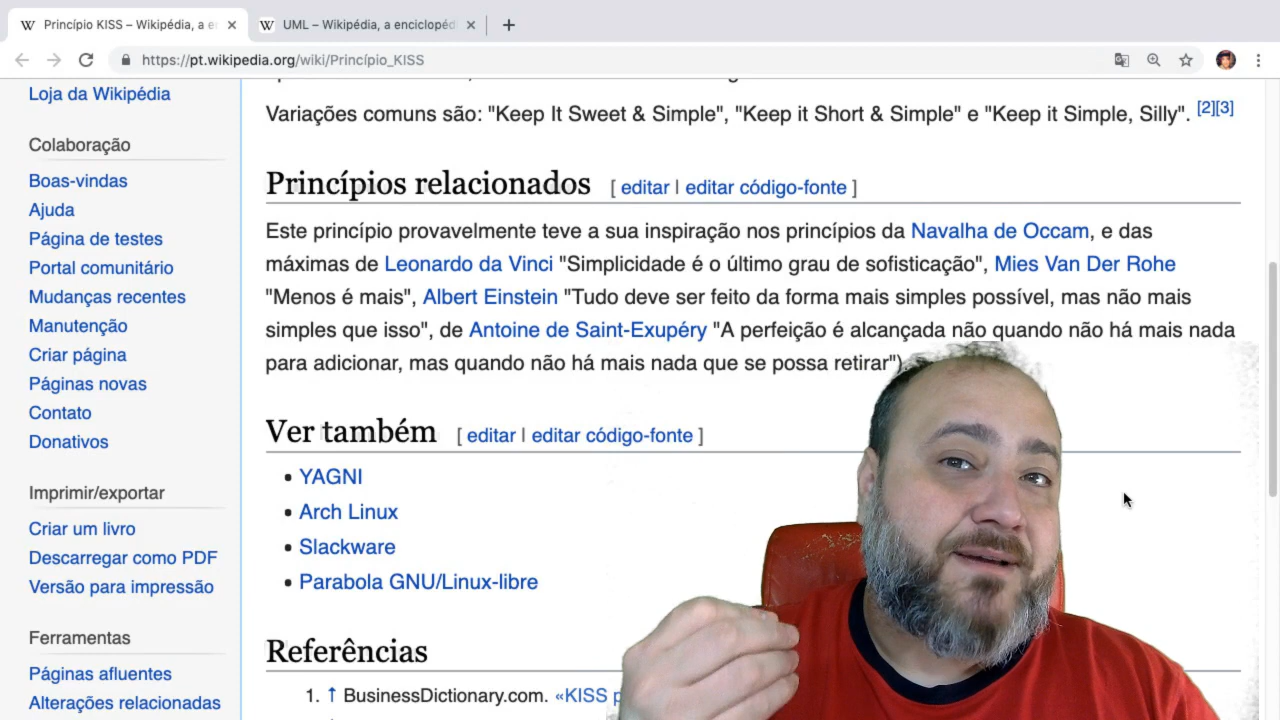 Princípio KISS – Wikipédia, a e
UML – Wikipédia, a enciclopéd
https://pt.wikipedia.org/wiki/Princípio_KISS
Loja da Wikipédia
Colaboração
Boas-vindas
Ajuda
Página de testes
Portal comunitário
Mudanças recentes
Manutenção
Criar página
Páginas novas
Contato
Donativos
Imprimir/exportar
Criar um livro
Descarregar como PDF
Versão para impressão
Ferramentas
Páginas afluentes
Alterações relacionadas
Variações comuns são: "Keep It Sweet & Simple", "Keep it Short & Simple" e "Keep it Simple, Silly". [2][3]
Princípios relacionados [ editar | editar código-fonte ]
Este princípio provavelmente teve a sua inspiração nos princípios da Navalha de Occam, e das
máximas de Leonardo da Vinci "Simplicidade é o último grau de sofisticação", Mies Van Der Rohe
"Menos é mais", Albert Einstein "Tudo deve ser feito da forma mais simples possível, mas não mais
simples que isso", de Antoine de Saint-Exupéry "A perfeição é alcançada não quando não há mais nada
para adicionar, mas quando não há mais nada que se possa retirar")
Ver também [ editar | editar código-fonte ]
• YAGNI
• Arch Linux
• Slackware
• Parabola GNU/Linux-libre
Referências
1. ↑ BusinessDictionary.com. «KISS